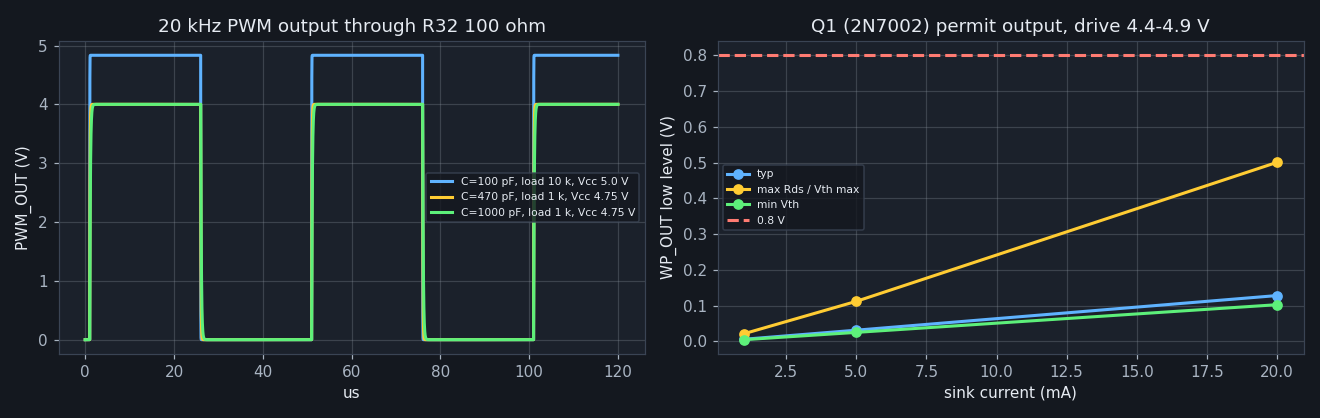 20 kHz PWM output through R32 100 ohm
PWM_OUT (V)
5
4
3
2
1
0
C=100 pF, load 10 k, Vcc 5.0 V
C=470 pF, load 1 k, Vcc 4.75 V
C=1000 pF, load 1 k, Vcc 4.75 V
0 20 40 60 80 100 120
us
Q1 (2N7002) permit output, drive 4.4-4.9 V
WP_OUT low level (V)
0.8
0.7
0.6
0.5
0.4
0.3
0.2
0.1
0.0
typ
max Rds / Vth max
min Vth
0.8 V
2.5 5.0 7.5 10.0 12.5 15.0 17.5 20.0
sink current (mA)